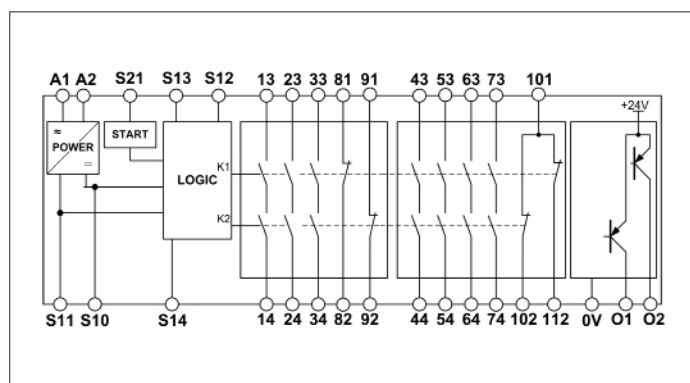 A1 A2 S21 S13 S12 13 23 33 81 91 43 53 63 73 101
+24V
≈
POWER
⎓
START
LOGIC
K1
K2
S11 S10 S14 14 24 34 82 92 44 54 64 74 102 112 0V O1 O2